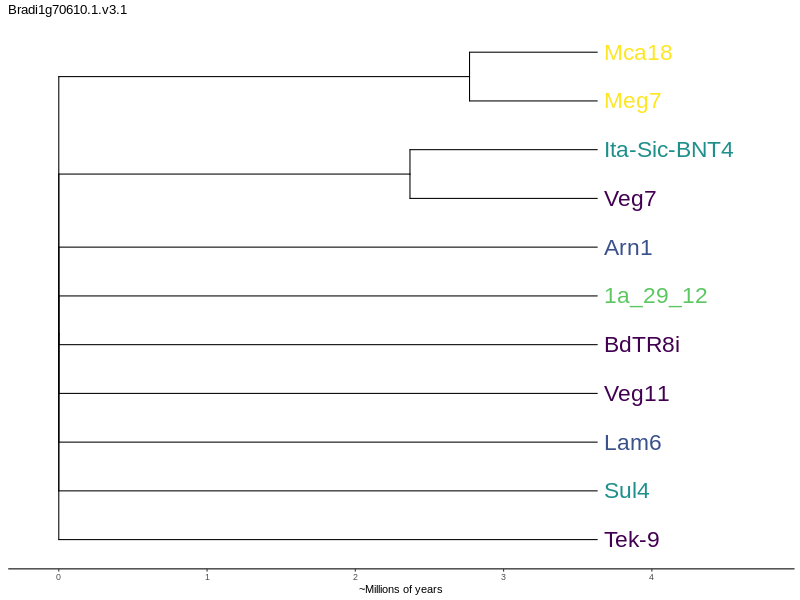 Bradi1g70610.1.v3.1
Mca18
Meg7
Ita-Sic-BNT4
Veg7
Arn1
1a_29_12
BdTR8i
Veg11
Lam6
Sul4
Tek-9
0 1 2 3 4
~Millions of years